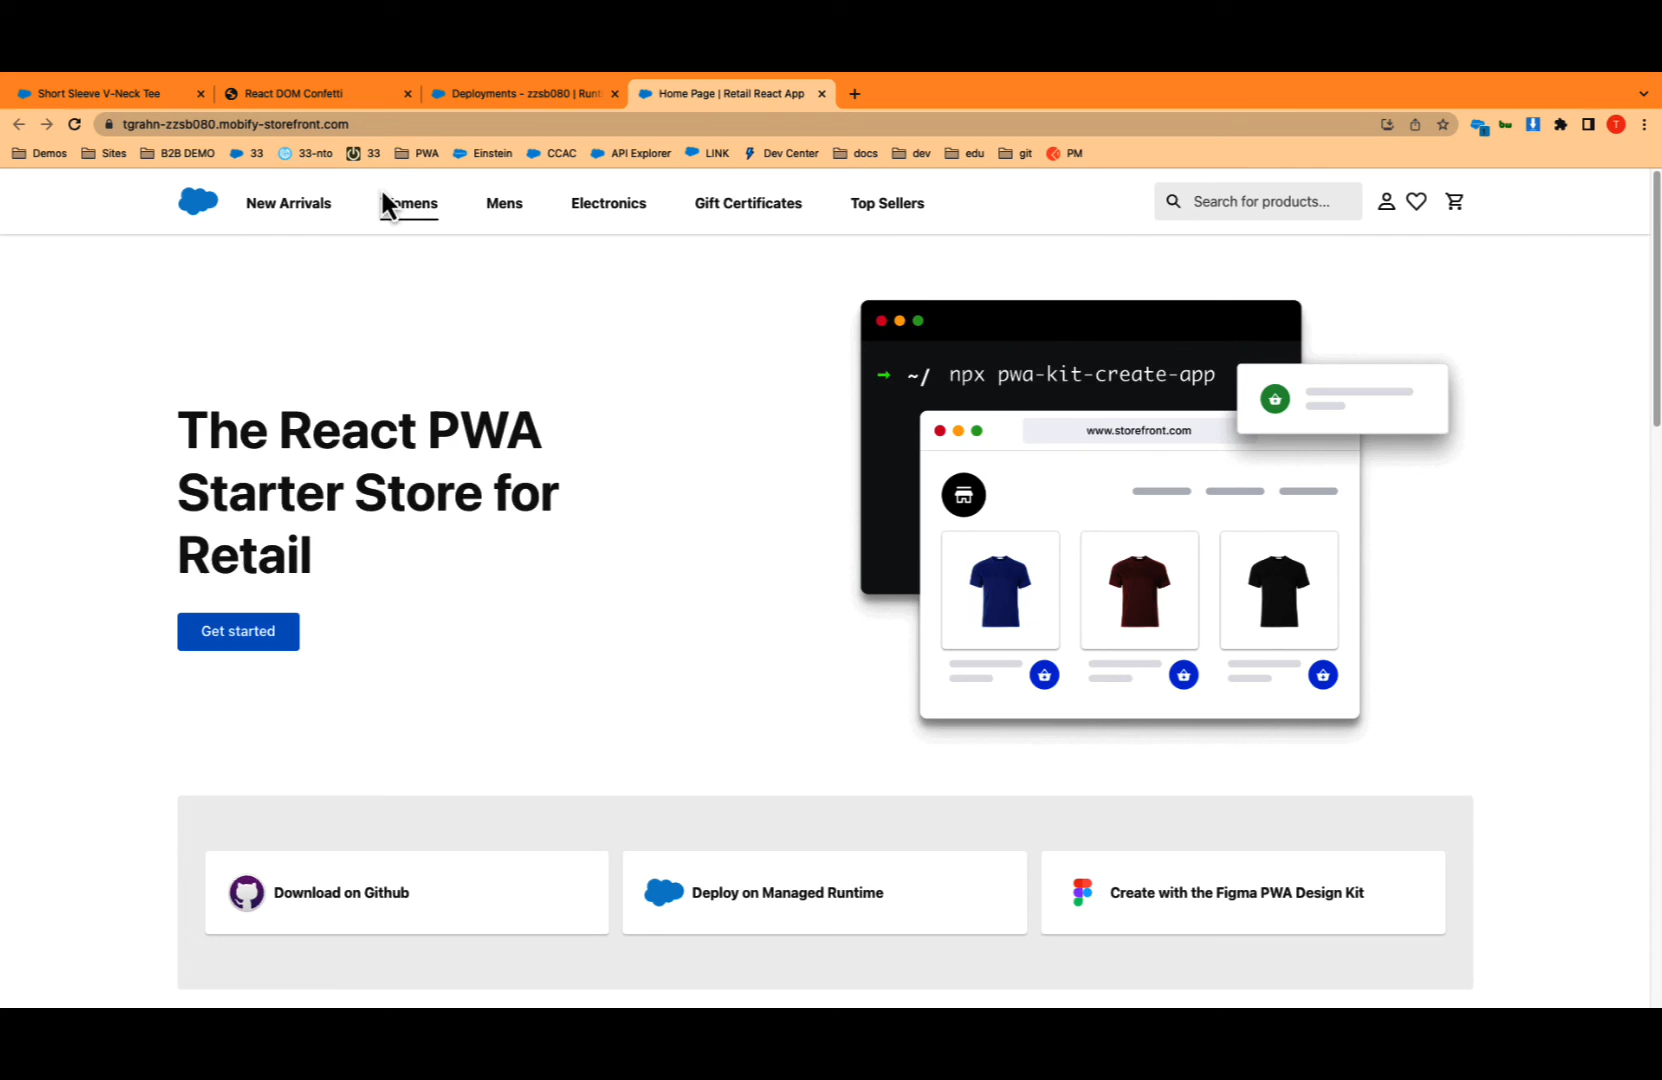 Short Sleeve V-Neck Tee
React DOM Confetti
Deployments - zzsb080 | Runt
Home Page | Retail React App
tgrahn-zzsb080.mobify-storefront.com
T
Demos Sites B2B DEMO 33 33-nto 33 PWA Einstein CCAC API Explorer LINK Dev Center docs dev edu git PM
New Arrivals
Mens
Electronics
Gift Certificates
Top Sellers
Search for products...
~/ npx pwa-kit-create-app
www.storefront.com
The React PWA
Starter Store for
Retail
Get started
Download on Github
Deploy on Managed Runtime
Create with the Figma PWA Design Kit